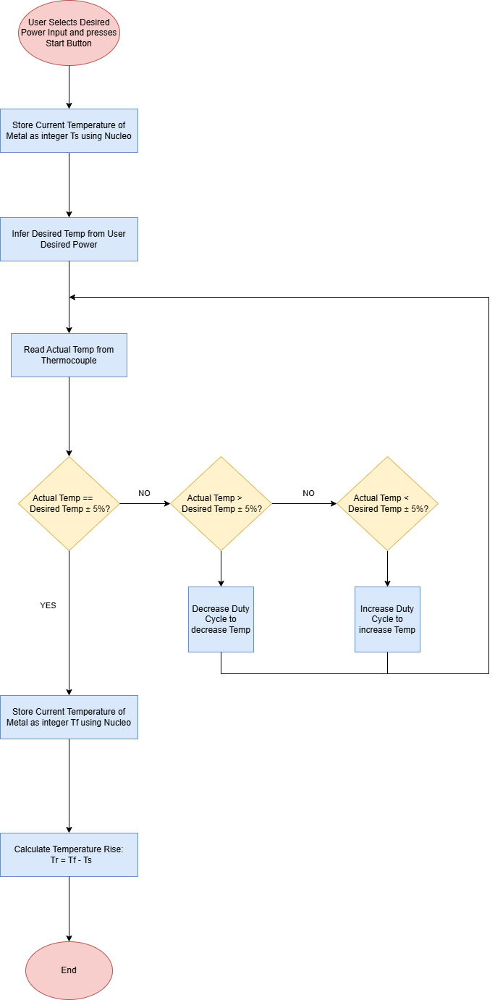 User Selects Desired
Power Input and presses
Start Button
Store Current Temperature of
Metal as integer Ts using Nucleo
Infer Desired Temp from User
Desired Power
Read Actual Temp from
Thermocouple
Actual Temp ==
Desired Temp ± 5%?
NO
Actual Temp >
Desired Temp ± 5%?
NO
Actual Temp <
Desired Temp ± 5%?
YES
Decrease Duty
Cycle to
decrease Temp
Increase Duty
Cycle to
increase Temp
Store Current Temperature of
Metal as integer Tf using Nucleo
Calculate Temperature Rise:
Tr = Tf - Ts
End